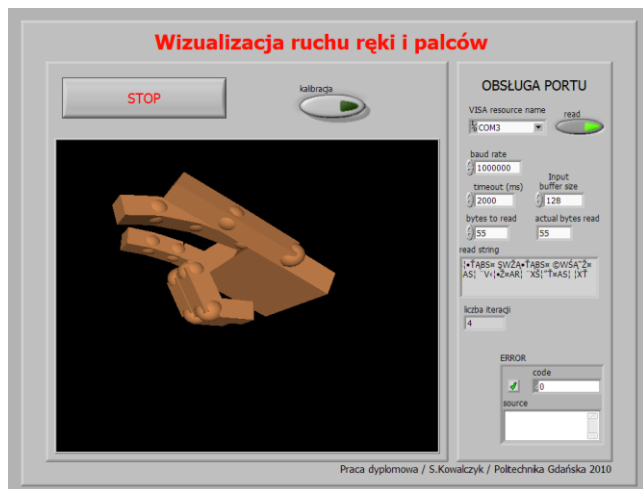 Wizualizacja ruchu ręki i palców
STOP
kalibracja
OBSŁUGA PORTU
VISA resource name
read
COM3
baud rate
1000000
timeout (ms)
Input
buffer size
2000
128
bytes to read
actual bytes read
55
55
read string
liczba iteracji
4
ERROR
code
0
source
Praca dyplomowa / S.Kowalczyk / Politechnika Gdańska 2010